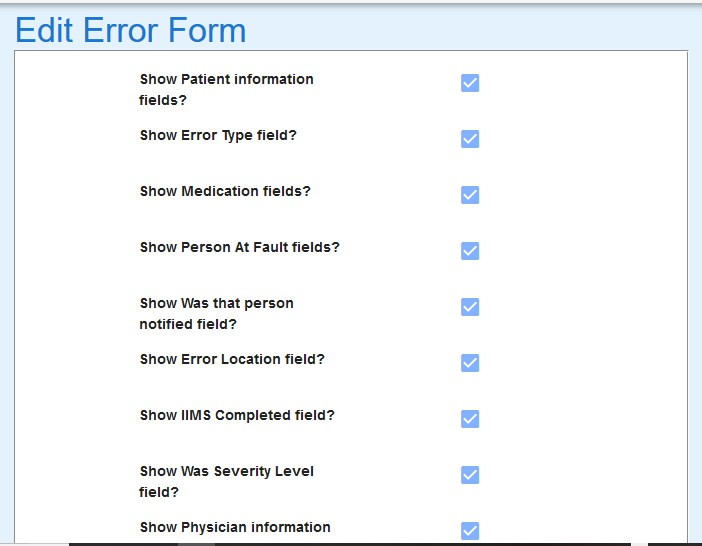 Edit Error Form
Show Patient information
fields?
Show Error Type field?
Show Medication fields?
Show Person At Fault fields?
Show Was that person
notified field?
Show Error Location field?
Show IIMS Completed field?
Show Was Severity Level
field?
Show Physician information